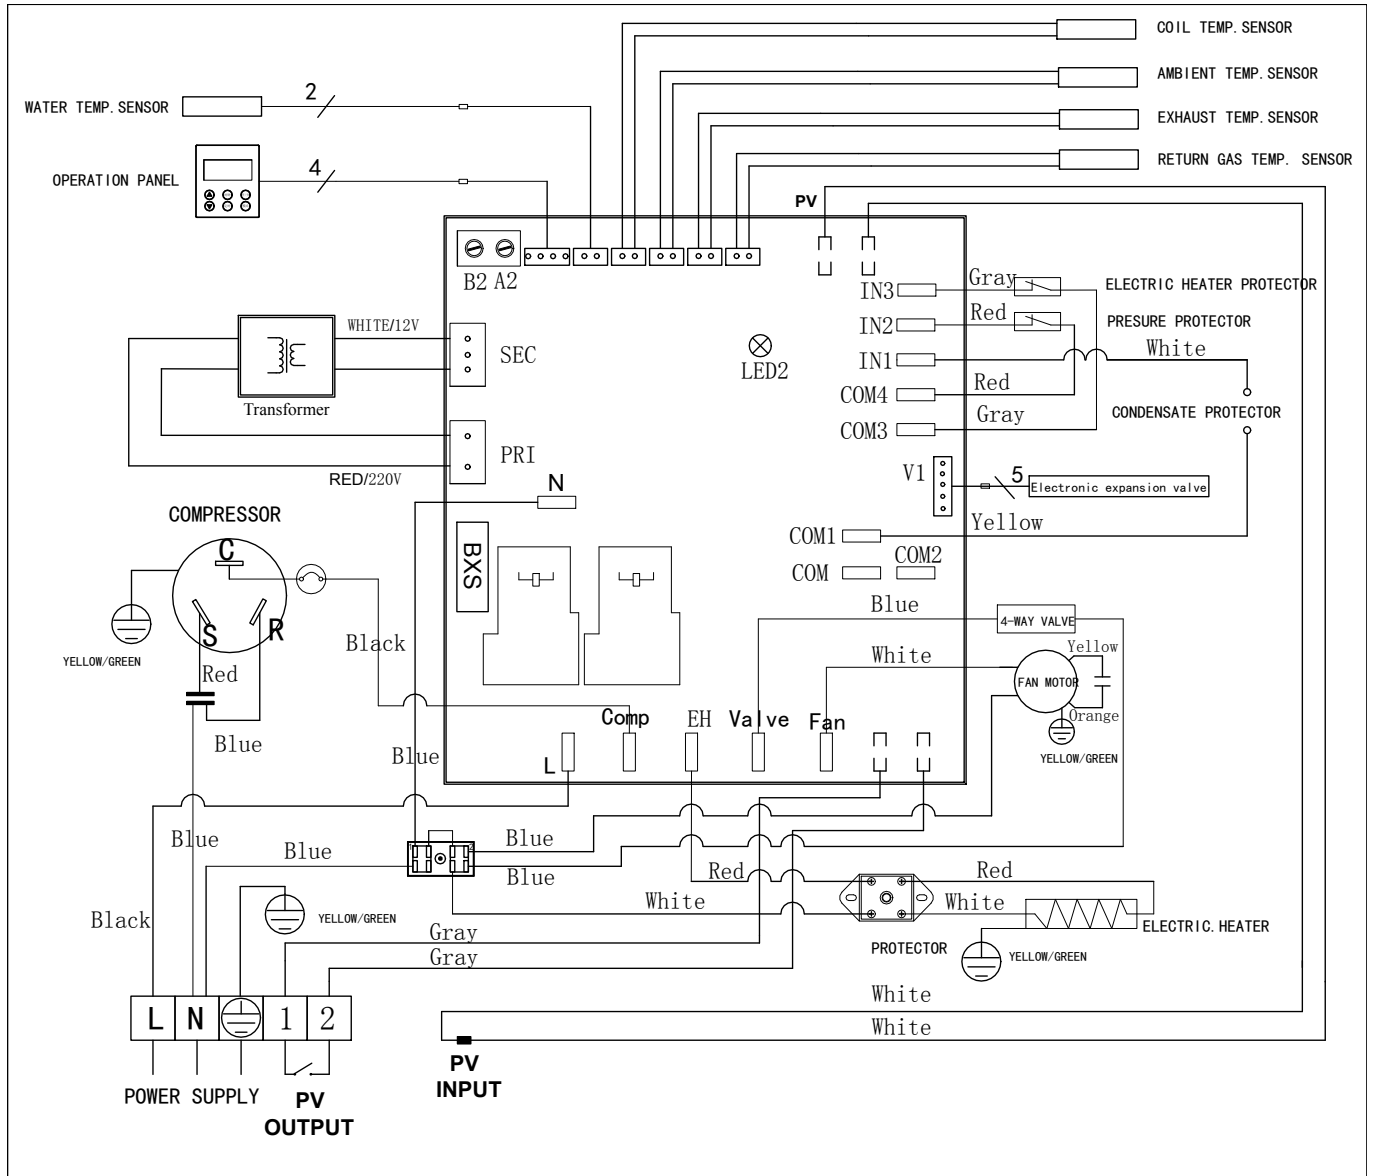 COIL TEMP.SENSOR
AMBIENT TEMP.SENSOR
WATER TEMP.SENSOR
2
EXHAUST TEMP.SENSOR
RETURN GAS TEMP. SENSOR
OPERATION PANEL
4
PV
B2 A2
IN3
Gray
ELECTRIC HEATER PROTECTOR
IN2
Red
PRESURE PROTECTOR
WHITE/12V
SEC
LED2
IN1
White
COM4
Red
Transformer
CONDENSATE PROTECTOR
COM3
Gray
PRI
RED/220V
N
V1
5
Electronic expansion valve
COMPRESSOR
Yellow
COM1
C
BXS
COM2
COM
Blue
4-WAY VALVE
S
R
Black
YELLOW/GREEN
Red
White
Yellow
FAN MOTOR
Orange
Comp
EH
Valve
Fan
Blue
Blue
L
YELLOW/GREEN
Blue
Blue
Blue
Blue
Red
Red
White
White
Black
YELLOW/GREEN
Gray
Gray
PROTECTOR
ELECTRIC.HEATER
YELLOW/GREEN
White
L
N
1
2
White
PV
INPUT
POWER SUPPLY
PV
OUTPUT